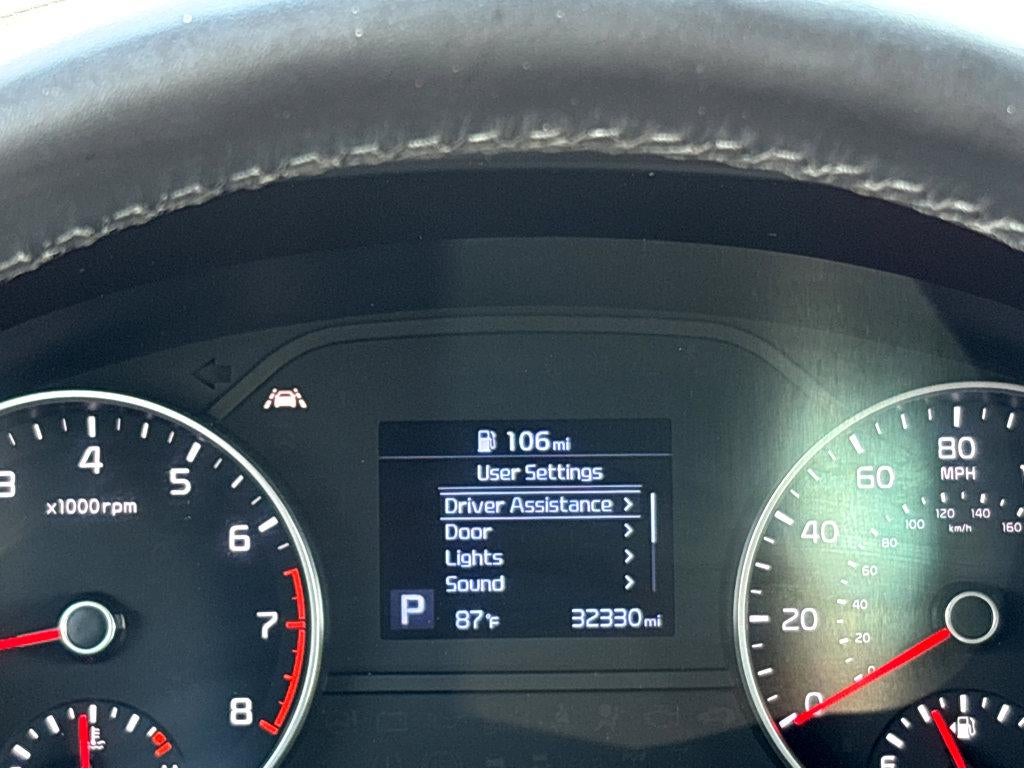 106mi
User Settings
Driver Assistance >
Door >
Lights >
Sound >
P 87°F 32330mi
3 4 5 6 7 8
x1000rpm
0 20 40 60 80
MPH
0 20 40 60 80 100 120 140 160
km/h